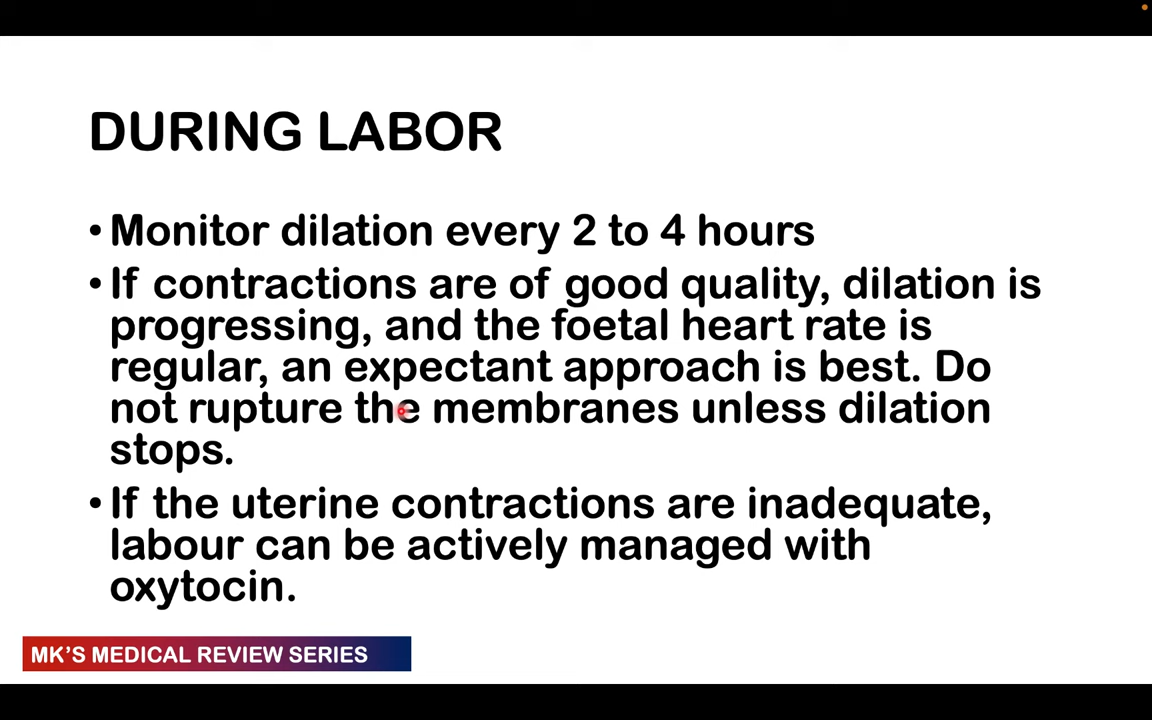 DURING LABOR
• Monitor dilation every 2 to 4 hours
• If contractions are of good quality, dilation is
progressing, and the foetal heart rate is
regular, an expectant approach is best. Do
not rupture the membranes unless dilation
stops.
• If the uterine contractions are inadequate,
labour can be actively managed with
oxytocin.
MK'S MEDICAL REVIEW SERIES